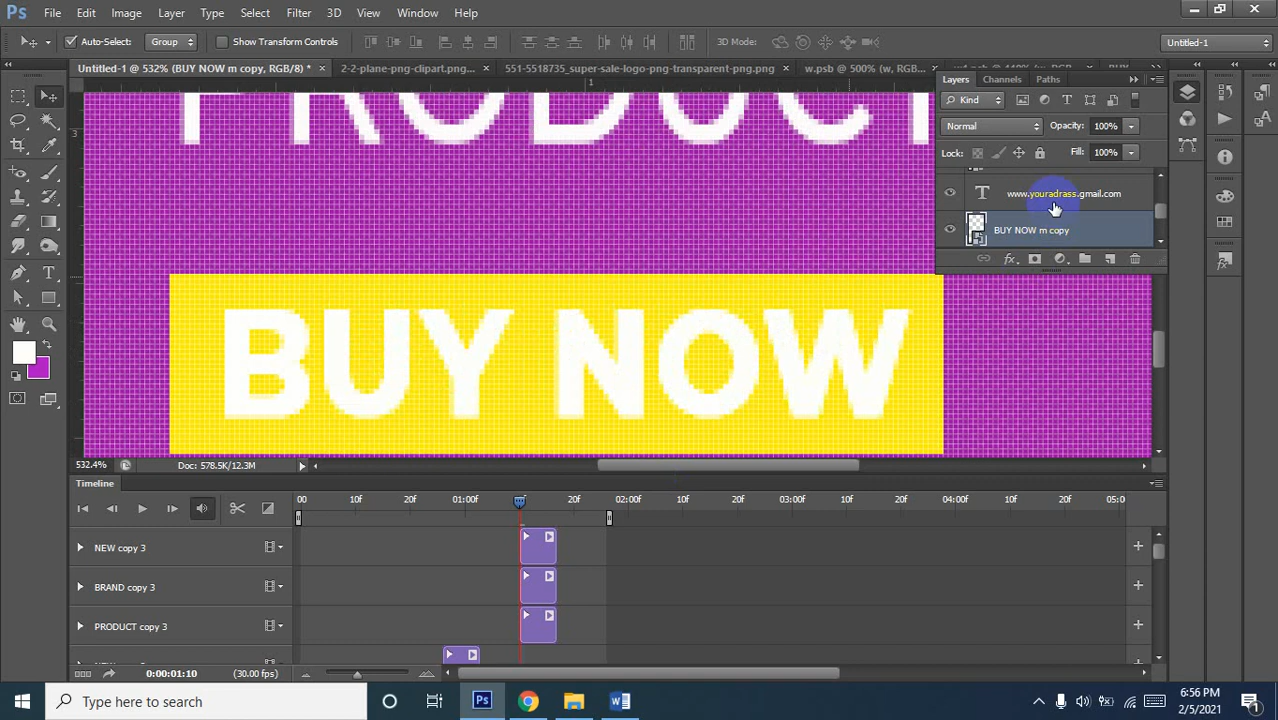 Ps File Edit Image Layer Type Select Filter 3D View Window Help
Auto-Select: Group Show Transform Controls 3D Mode: Untitled-1
Untitled-1 @ 532% (BUY NOW m copy, RGB/8) * × 2-2-plane-png-clipart.png... × 551-5518735_super-sale-logo-png-transparent.png... × w.psb @ 500% (w, RGB...
1
3
PRODUCT
BUY NOW
Layers Channels Paths
Kind
Normal Opacity: 100%
Lock: Fill: 100%
T www.youradrass.gmail.com
BUY NOW m copy
532.4% Doc: 578.5K/12.3M
Timeline
00 10f 20f 01:00f 20f 02:00f 10f 20f 03:00f 10f 20f 04:00f 10f 20f 05:0
NEW copy 3
BRAND copy 3
PRODUCT copy 3
0:00:01:10 (30.00 fps)
Type here to search
Ps
W
6:56 PM
2/5/2021
1